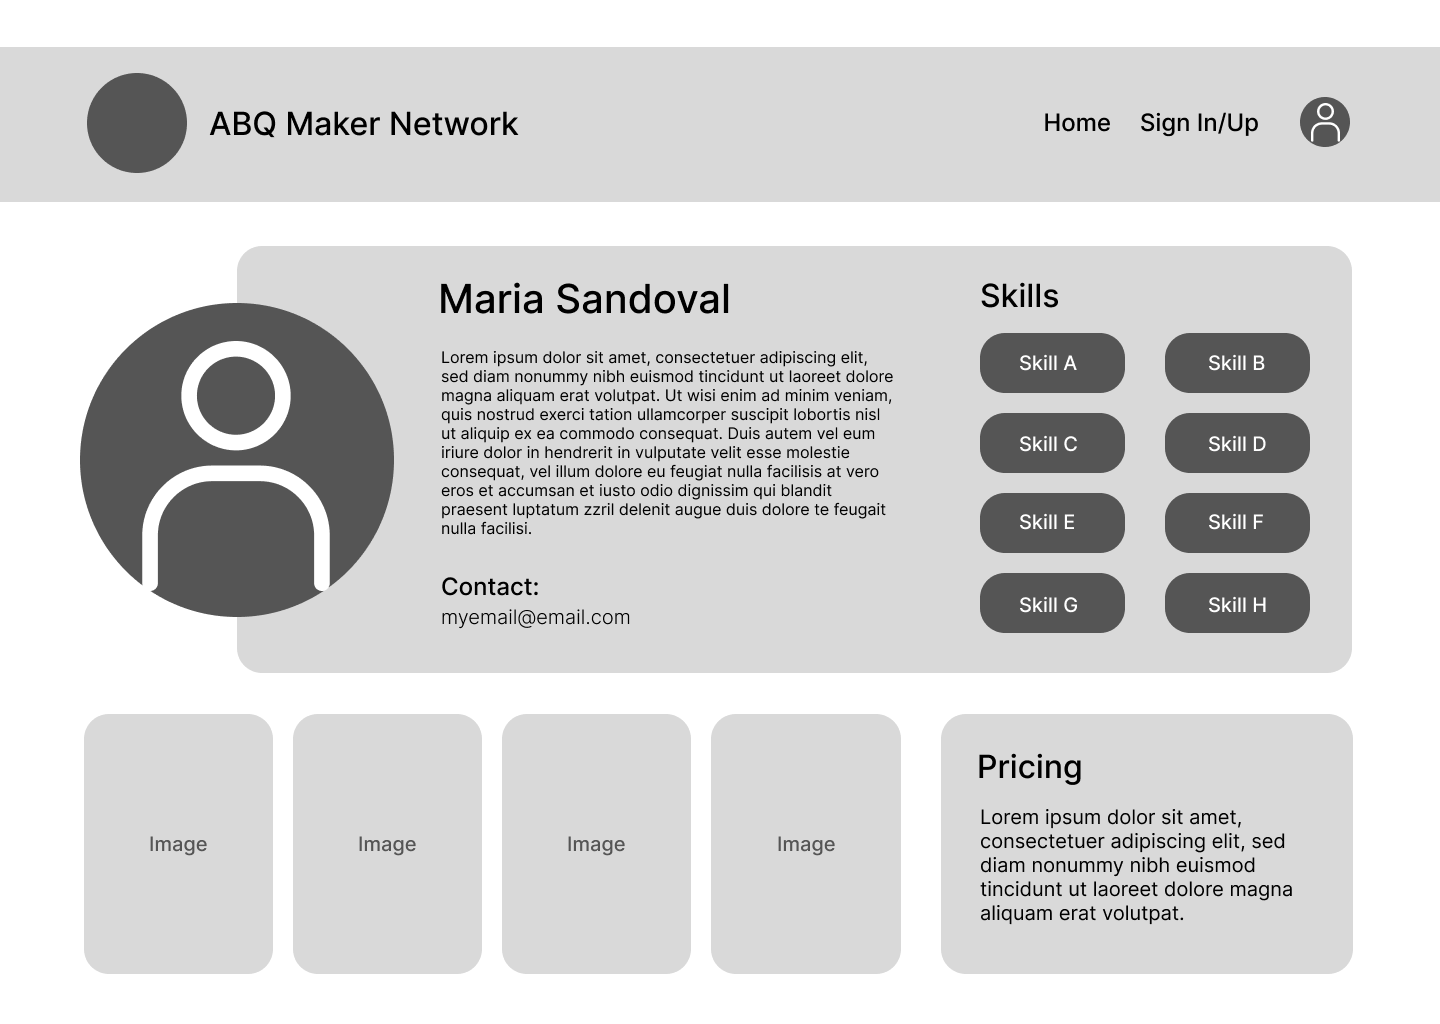 ABQ Maker Network
Home
Sign In/Up
Maria Sandoval
Lorem ipsum dolor sit amet, consectetuer adipiscing elit,
sed diam nonummy nibh euismod tincidunt ut laoreet dolore
magna aliquam erat volutpat. Ut wisi enim ad minim veniam,
quis nostrud exerci tation ullamcorper suscipit lobortis nisl
ut aliquip ex ea commodo consequat. Duis autem vel eum
iriure dolor in hendrerit in vulputate velit esse molestie
consequat, vel illum dolore eu feugiat nulla facilisis at vero
eros et accumsan et iusto odio dignissim qui blandit
praesent luptatum zzril delenit augue duis dolore te feugait
nulla facilisi.
Contact:
myemail@email.com
Skills
Skill A
Skill B
Skill C
Skill D
Skill E
Skill F
Skill G
Skill H
Image
Image
Image
Image
Pricing
Lorem ipsum dolor sit amet,
consectetuer adipiscing elit, sed
diam nonummy nibh euismod
tincidunt ut laoreet dolore magna
aliquam erat volutpat.